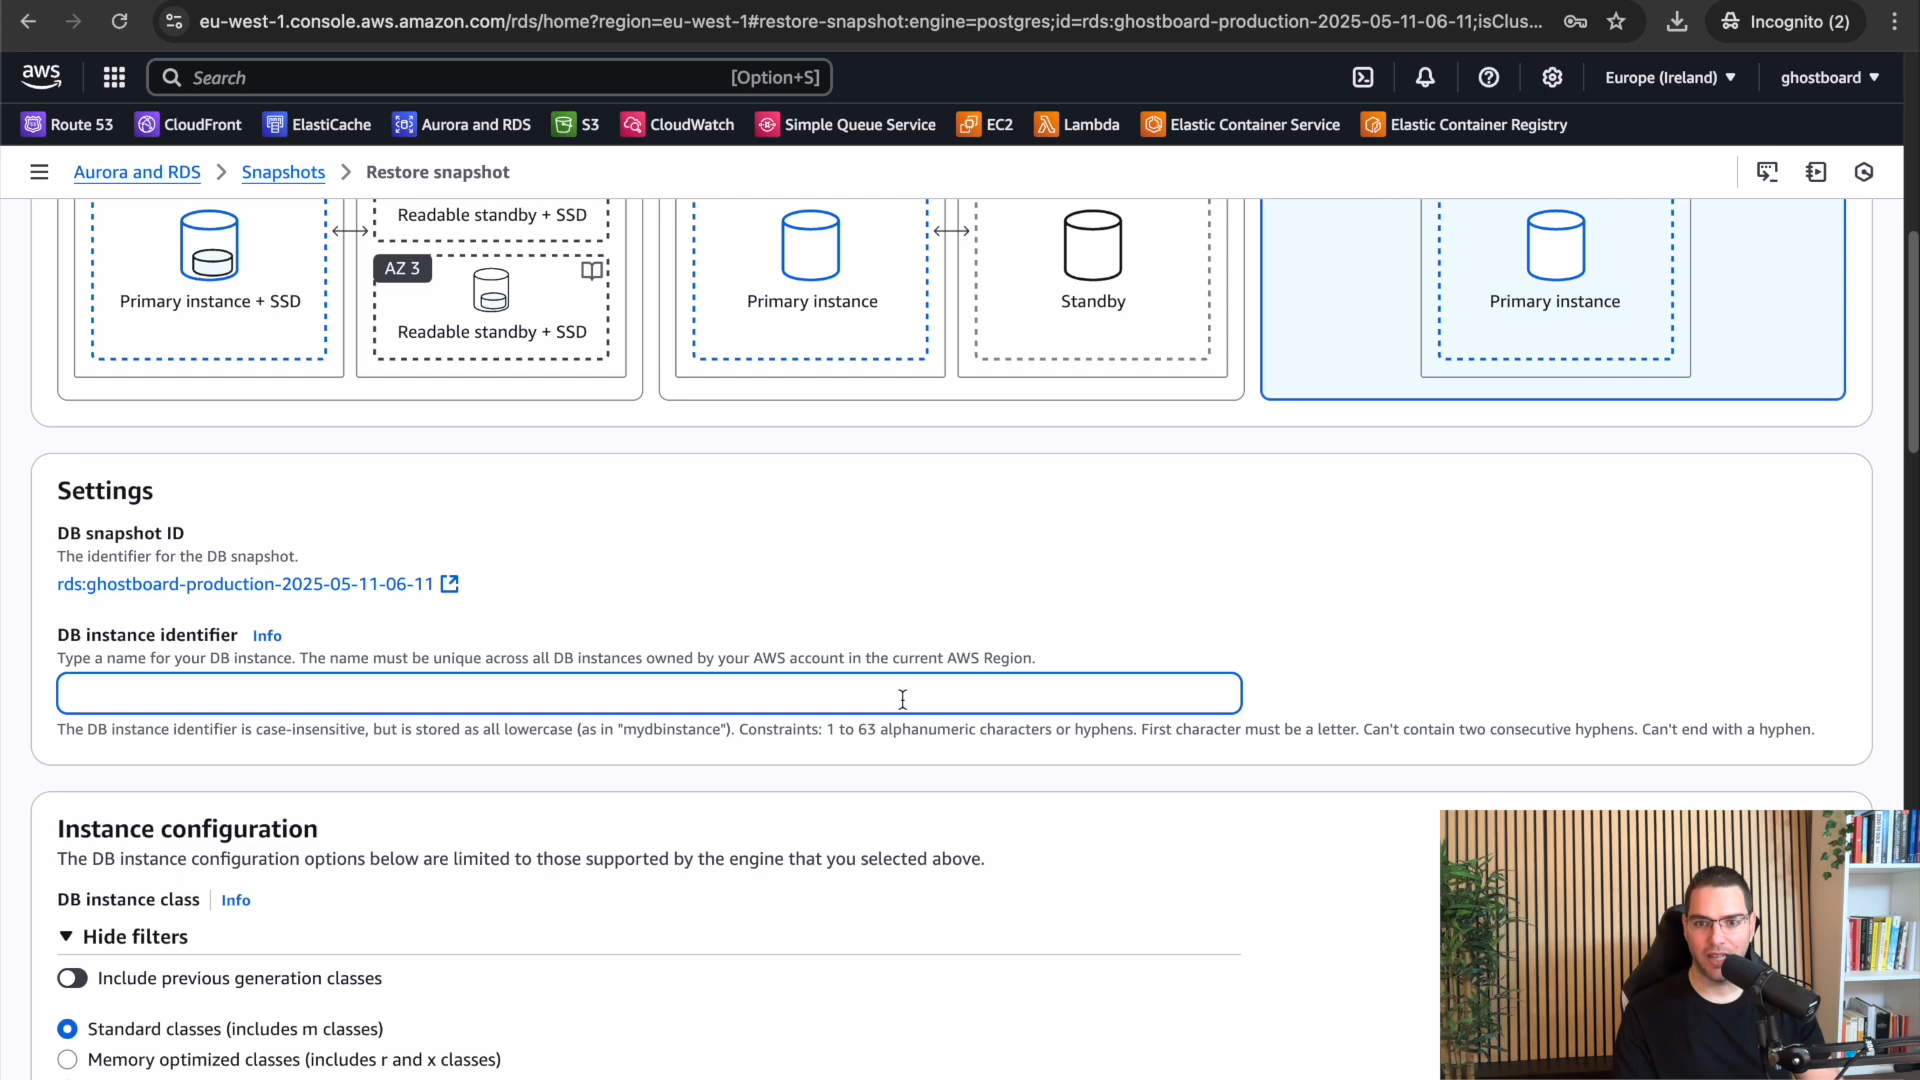 eu-west-1.console.aws.amazon.com/rds/home?region=eu-west-1#restore-snapshot:engine=postgres;id=rds:ghostboard-production-2025-05-11-06-11;isClus...
Incognito (2)
aws
Search
[Option+S]
Europe (Ireland)
ghostboard
Route 53
CloudFront
ElastiCache
Aurora and RDS
S3
CloudWatch
Simple Queue Service
EC2
Lambda
Elastic Container Service
Elastic Container Registry
Aurora and RDS
Snapshots
Restore snapshot
Primary instance + SSD
Readable standby + SSD
AZ 3
Readable standby + SSD
Primary instance
Standby
Primary instance
Settings
DB snapshot ID
The identifier for the DB snapshot.
rds:ghostboard-production-2025-05-11-06-11
DB instance identifier Info
Type a name for your DB instance. The name must be unique across all DB instances owned by your AWS account in the current AWS Region.
The DB instance identifier is case-insensitive, but is stored as all lowercase (as in "mydbinstance"). Constraints: 1 to 63 alphanumeric characters or hyphens. First character must be a letter. Can't contain two consecutive hyphens. Can't end with a hyphen.
Instance configuration
The DB instance configuration options below are limited to those supported by the engine that you selected above.
DB instance class Info
Hide filters
Include previous generation classes
Standard classes (includes m classes)
Memory optimized classes (includes r and x classes)